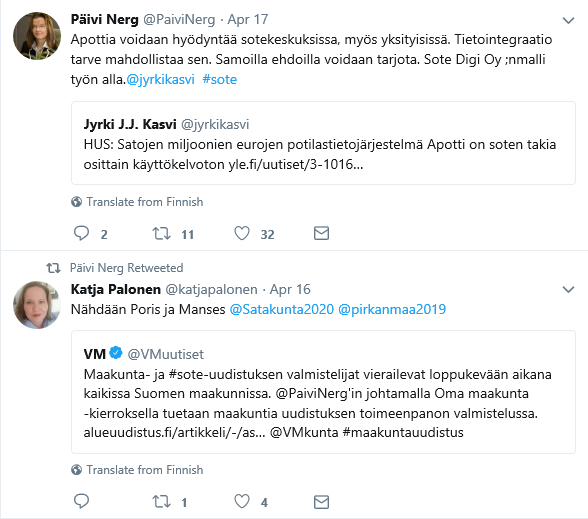 Päivi Nerg @PaiviNerg · Apr 17
Apottia voidaan hyödyntää sotekeskuksissa, myös yksityisissä. Tietointegraatio
tarve mahdollistaa sen. Samoilla ehdoilla voidaan tarjota. Sote Digi Oy ;nmalli
työn alla.@jyrkikasvi #sote
Jyrki J.J. Kasvi @jyrkikasvi
HUS: Satojen miljoonien eurojen potilastietojärjestelmä Apotti on soten takia
osittain käyttökelvoton yle.fi/uutiset/3-1016...
Translate from Finnish
2 11 32
Päivi Nerg Retweeted
Katja Palonen @katjapalonen · Apr 16
Nähdään Poris ja Manses @Satakunta2020 @pirkanmaa2019
VM @VMuutiset
Maakunta- ja #sote-uudistuksen valmistelijat vierailevat loppukevään aikana
kaikissa Suomen maakunnissa. @PaiviNerg'in johtamalla Oma maakunta
-kierroksella tuetaan maakuntia uudistuksen toimeenpanon valmistelussa.
alueuudistus.fi/artikkeli/-/as... @VMkunta #maakuntauudistus
Translate from Finnish
1 4